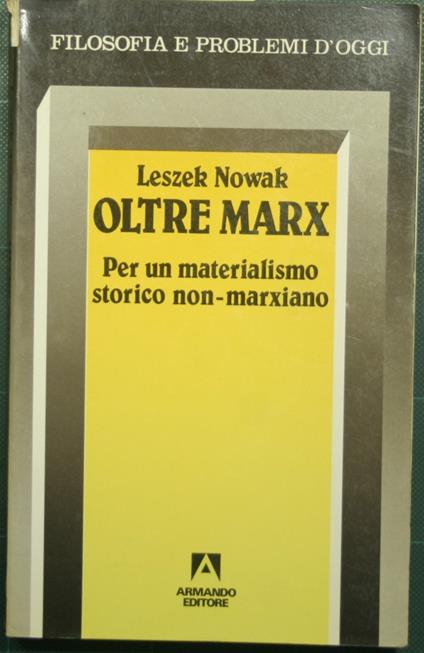 FILOSOFIA E PROBLEMI D'OGGI
Leszek Nowak
OLTRE MARX
Per un materialismo
storico non-marxiano
ARMANDO
EDITORE